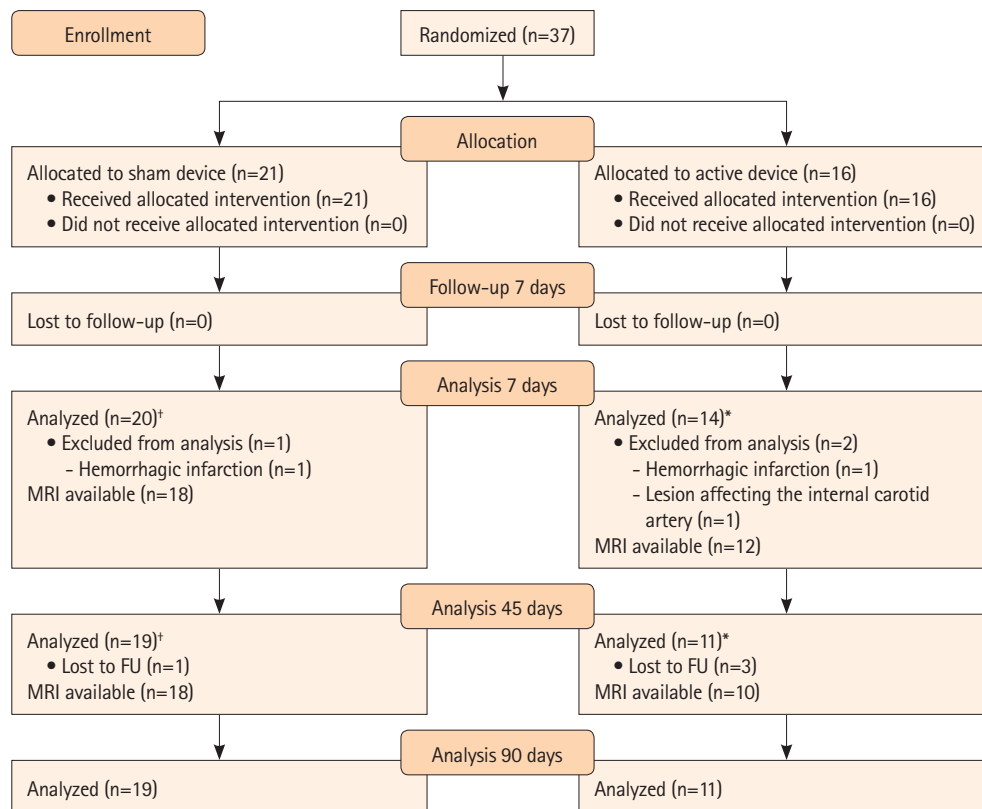 Enrollment
Randomized (n=37)
Allocation
Allocated to sham device (n=21)
• Received allocated intervention (n=21)
• Did not receive allocated intervention (n=0)
Allocated to active device (n=16)
• Received allocated intervention (n=16)
• Did not receive allocated intervention (n=0)
Follow-up 7 days
Lost to follow-up (n=0)
Lost to follow-up (n=0)
Analysis 7 days
Analyzed (n=20)†
• Excluded from analysis (n=1)
- Hemorrhagic infarction (n=1)
MRI available (n=18)
Analyzed (n=14)*
• Excluded from analysis (n=2)
- Hemorrhagic infarction (n=1)
- Lesion affecting the internal carotid
artery (n=1)
MRI available (n=12)
Analysis 45 days
Analyzed (n=19)†
• Lost to FU (n=1)
MRI available (n=18)
Analyzed (n=11)*
• Lost to FU (n=3)
MRI available (n=10)
Analysis 90 days
Analyzed (n=19)
Analyzed (n=11)